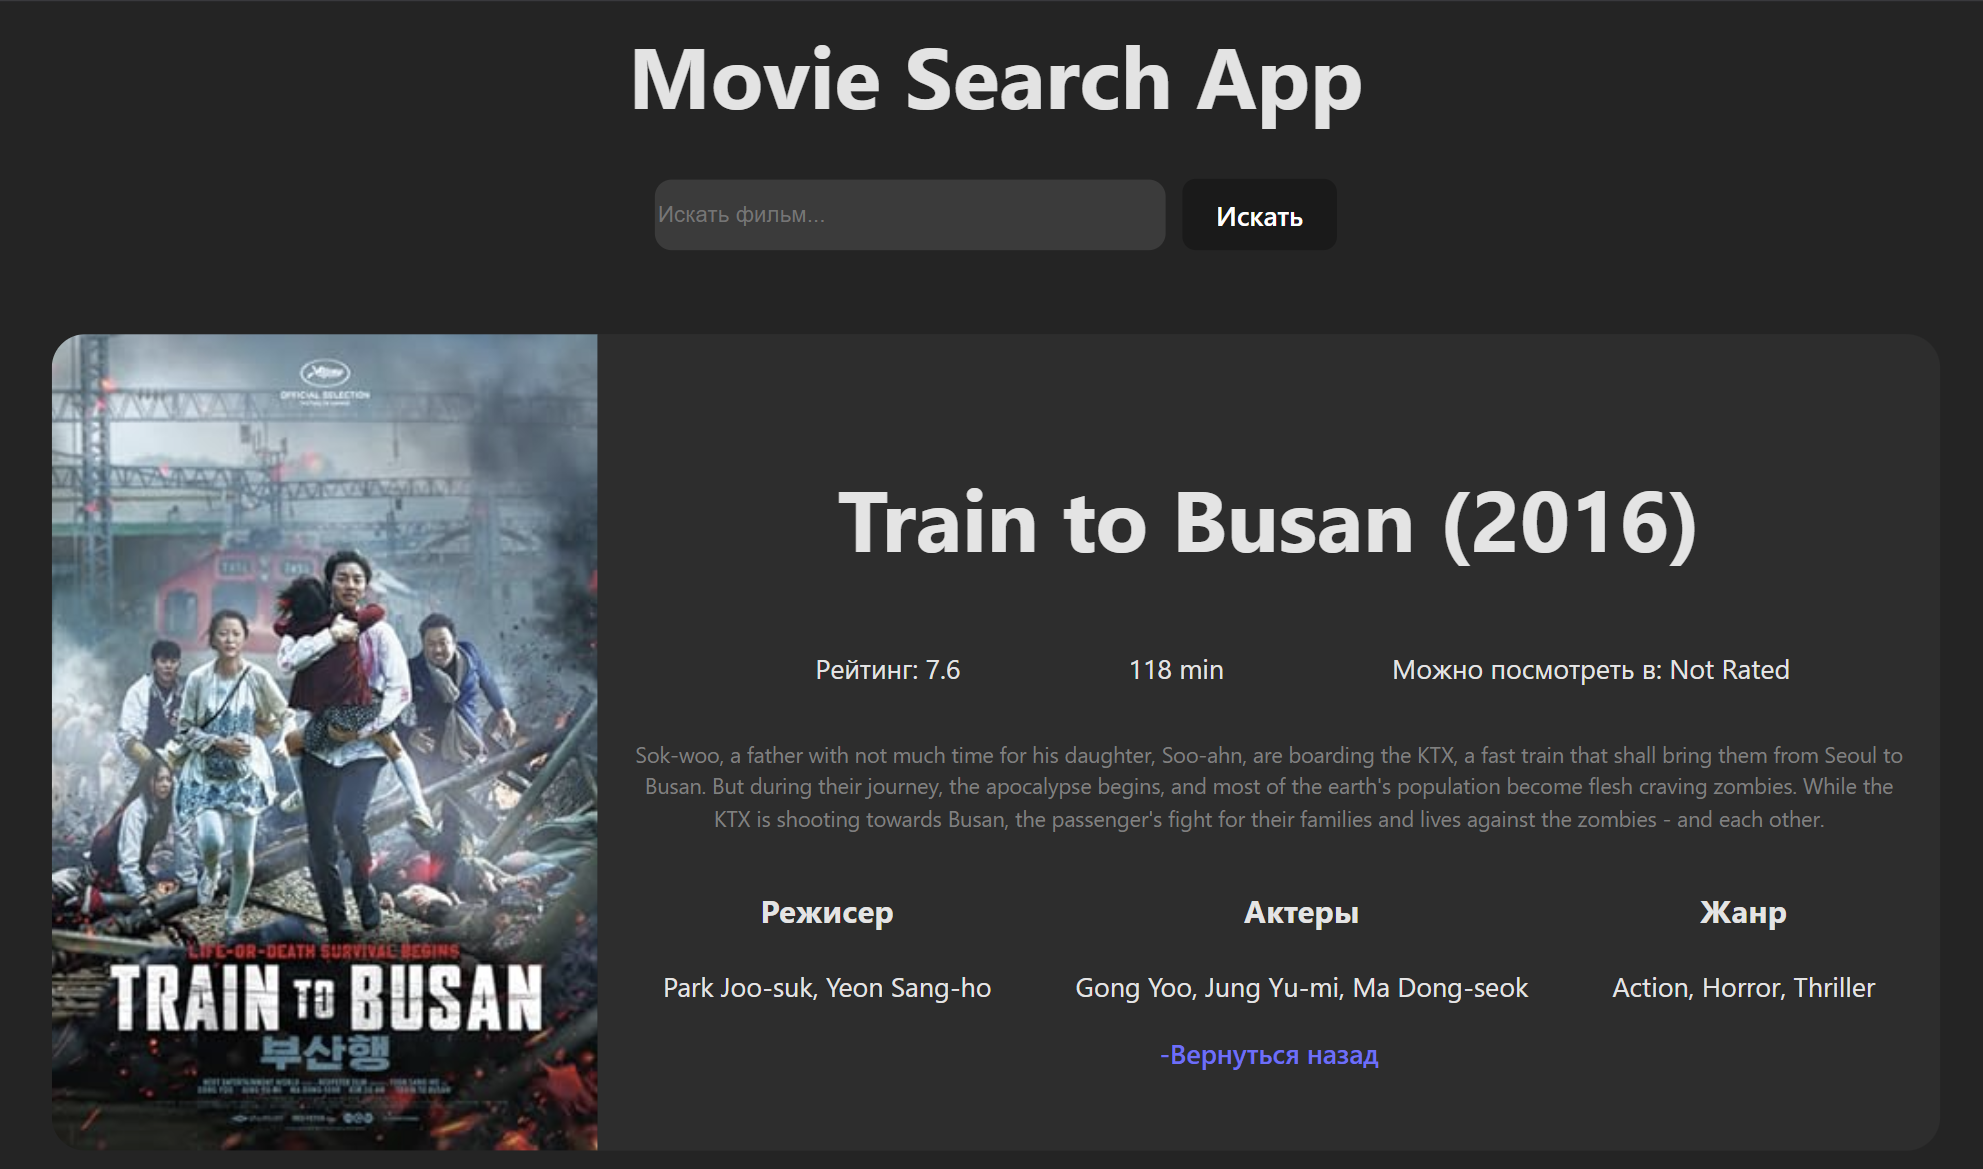 Movie Search App
Искать фильм...
Искать
OFFICIAL SELECTION
LIFE-OR-DEATH SURVIVAL BEGINS
TRAIN TO BUSAN
부산행
Train to Busan (2016)
Рейтинг: 7.6 118 min Можно посмотреть в: Not Rated
Sok-woo, a father with not much time for his daughter, Soo-ahn, are boarding the KTX, a fast train that shall bring them from Seoul to
Busan. But during their journey, the apocalypse begins, and most of the earth's population become flesh craving zombies. While the
KTX is shooting towards Busan, the passenger's fight for their families and lives against the zombies - and each other.
Режисер Актеры Жанр
Park Joo-suk, Yeon Sang-ho Gong Yoo, Jung Yu-mi, Ma Dong-seok Action, Horror, Thriller
-Вернуться назад